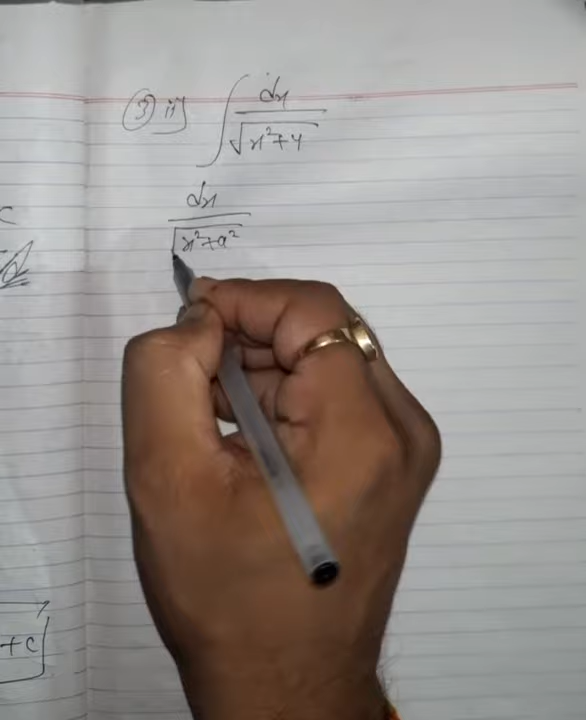 ③ ii] ∫ dx / √(x²+4)
dx / √(x²+a²)
c
+c